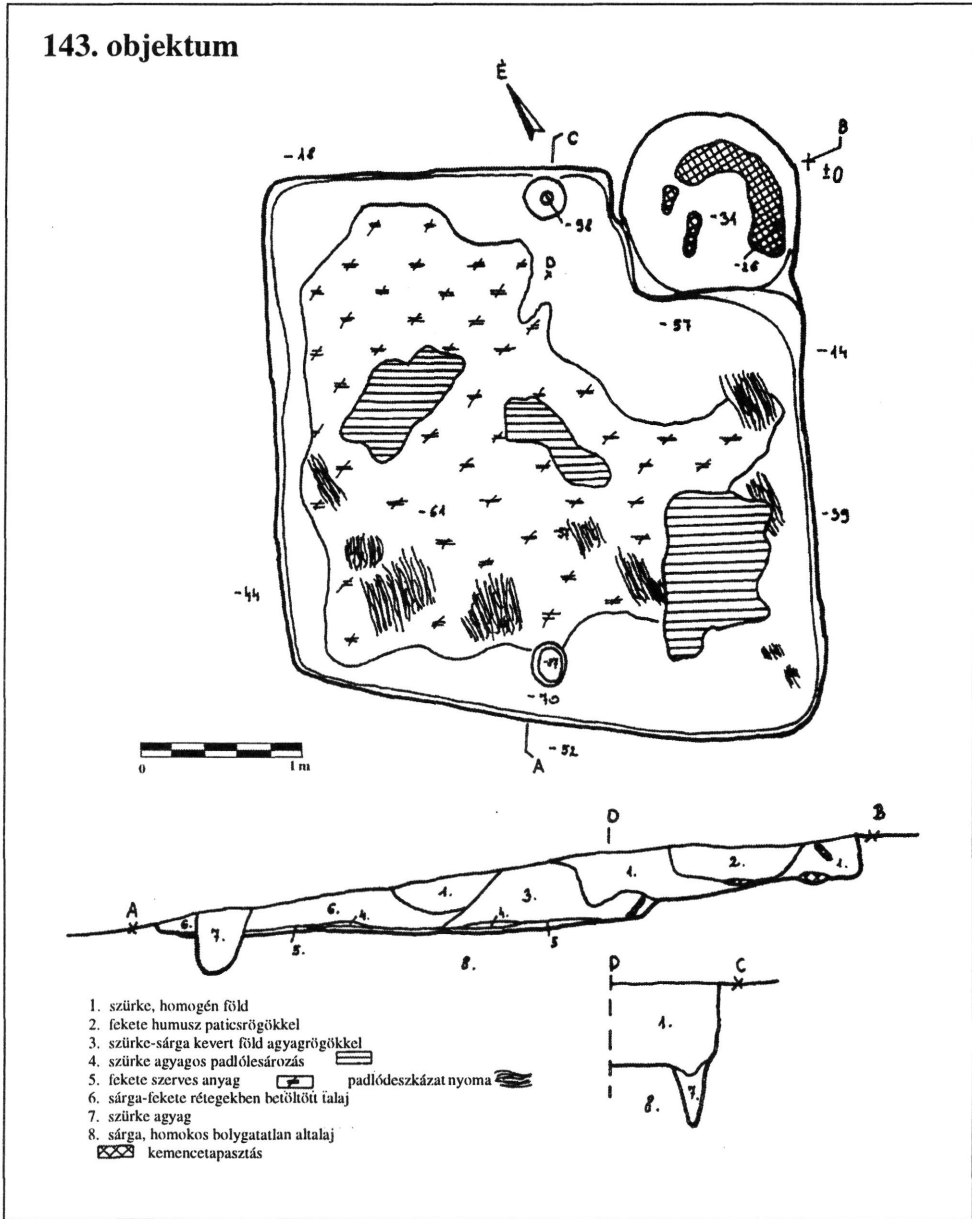 143. objektum
É
C
B
±0
-18
-98
-31
-26
D
-57
-14
-61
-39
-44
-70
A
-52
0 1 m
D
B
A
6.
7.
6.
1.
4.
3.
4.
1.
2.
1.
5.
8.
5
D
C
1.
8.
7.
1. szürke, homogén föld
2. fekete humusz paticsrögökkel
3. szürke-sárga kevert föld agyagrögökkel
4. szürke agyagos padlólesározás
5. fekete szerves anyag padlódeszkázat nyoma
6. sárga-fekete rétegekben betöltött talaj
7. szürke agyag
8. sárga, homokos bolygatatlan altalaj
kemencetapasztás